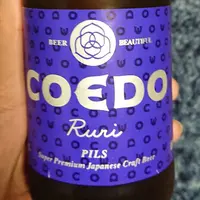 BEER BEAUTIFUL
COEDO
Ruri
PILS
Super Premium Japanese Craft Beer